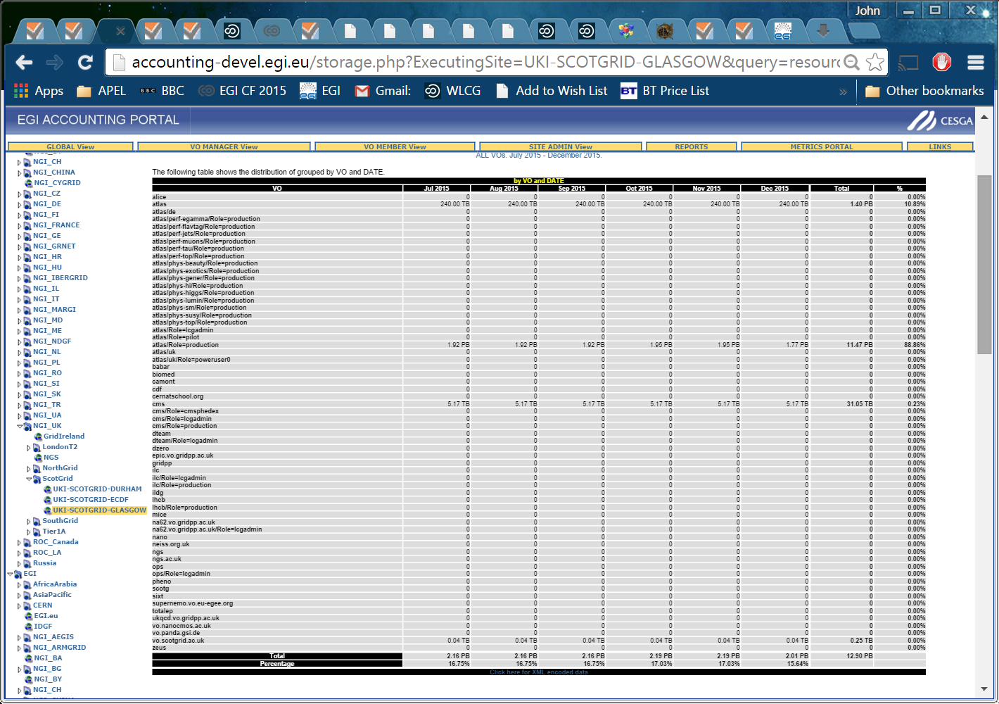 John
accounting-devel.egi.eu/storage.php?ExecutingSite=UKI-SCOTGRID-GLASGOW&query=resour
Apps APEL BBC BBC EGI CF 2015 EGI Gmail: WLCG Add to Wish List BT BT Price List » Other bookmarks
EGI ACCOUNTING PORTAL CESGA
GLOBAL View VO MANAGER View VO MEMBER View SITE ADMIN View REPORTS METRICS PORTAL LINKS
NGI_CH
NGI_CHINA
NGI_CYGRID
NGI_CZ
NGI_DE
NGI_FI
NGI_FRANCE
NGI_GE
NGI_GRNET
NGI_HR
NGI_HU
NGI_IBERGRID
NGI_IL
NGI_IT
NGI_MARGI
NGI_MD
NGI_ME
NGI_NDGF
NGI_NL
NGI_PL
NGI_RO
NGI_SI
NGI_SK
NGI_TR
NGI_UA
NGI_UK
GridIreland
LondonT2
NGS
NorthGrid
ScotGrid
UKI-SCOTGRID-DURHAM
UKI-SCOTGRID-ECDF
UKI-SCOTGRID-GLASGOW
SouthGrid
Tier1A
ROC_Canada
ROC_LA
Russia
EGI
AfricaArabia
AsiaPacific
CERN
EGI.eu
IDGF
NGI_AEGIS
NGI_ARMGRID
NGI_BA
NGI_BG
NGI_BY
NGI_CH
ALL VOs. July 2015 - December 2015.
The following table shows the distribution of grouped by VO and DATE.
by VO and DATE
VO Jul 2015 Aug 2015 Sep 2015 Oct 2015 Nov 2015 Dec 2015 Total %
alice 0 0 0 0 0 0 0 0.00%
atlas 240.00 TB 240.00 TB 240.00 TB 240.00 TB 240.00 TB 240.00 TB 1.40 PB 10.89%
atlas/de 0 0 0 0 0 0 0 0.00%
atlas/perf-egamma/Role=production 0 0 0 0 0 0 0 0.00%
atlas/perf-flavtag/Role=production 0 0 0 0 0 0 0 0.00%
atlas/perf-jets/Role=production 0 0 0 0 0 0 0 0.00%
atlas/perf-muons/Role=production 0 0 0 0 0 0 0 0.00%
atlas/perf-tau/Role=production 0 0 0 0 0 0 0 0.00%
atlas/perf-top/Role=production 0 0 0 0 0 0 0 0.00%
atlas/phys-beauty/Role=production 0 0 0 0 0 0 0 0.00%
atlas/phys-exotics/Role=production 0 0 0 0 0 0 0 0.00%
atlas/phys-gener/Role=production 0 0 0 0 0 0 0 0.00%
atlas/phys-hi/Role=production 0 0 0 0 0 0 0 0.00%
atlas/phys-higgs/Role=production 0 0 0 0 0 0 0 0.00%
atlas/phys-lumin/Role=production 0 0 0 0 0 0 0 0.00%
atlas/phys-sm/Role=production 0 0 0 0 0 0 0 0.00%
atlas/phys-susy/Role=production 0 0 0 0 0 0 0 0.00%
atlas/phys-top/Role=production 0 0 0 0 0 0 0 0.00%
atlas/Role=lcgadmin 0 0 0 0 0 0 0 0.00%
atlas/Role=pilot 0 0 0 0 0 0 0 0.00%
atlas/Role=production 1.92 PB 1.92 PB 1.92 PB 1.95 PB 1.95 PB 1.77 PB 11.47 PB 88.86%
atlas/uk 0 0 0 0 0 0 0 0.00%
atlas/uk/Role=poweruser0 0 0 0 0 0 0 0 0.00%
babar 0 0 0 0 0 0 0 0.00%
biomed 0 0 0 0 0 0 0 0.00%
camont 0 0 0 0 0 0 0 0.00%
cdf 0 0 0 0 0 0 0 0.00%
cernatschool.org 0 0 0 0 0 0 0 0.00%
cms 5.17 TB 5.17 TB 5.17 TB 5.17 TB 5.17 TB 5.17 TB 31.05 TB 0.23%
cms/Role=cmsphedex 0 0 0 0 0 0 0 0.00%
cms/Role=lcgadmin 0 0 0 0 0 0 0 0.00%
cms/Role=production 0 0 0 0 0 0 0 0.00%
dteam 0 0 0 0 0 0 0 0.00%
dteam/Role=lcgadmin 0 0 0 0 0 0 0 0.00%
dzero 0 0 0 0 0 0 0 0.00%
epic.vo.gridpp.ac.uk 0 0 0 0 0 0 0 0.00%
gridpp 0 0 0 0 0 0 0 0.00%
ilc 0 0 0 0 0 0 0 0.00%
ilc/Role=lcgadmin 0 0 0 0 0 0 0 0.00%
ilc/Role=production 0 0 0 0 0 0 0 0.00%
ildg 0 0 0 0 0 0 0 0.00%
lhcb 0 0 0 0 0 0 0 0.00%
lhcb/Role=production 0 0 0 0 0 0 0 0.00%
mice 0 0 0 0 0 0 0 0.00%
na62.vo.gridpp.ac.uk 0 0 0 0 0 0 0 0.00%
na62.vo.gridpp.ac.uk/Role=lcgadmin 0 0 0 0 0 0 0 0.00%
nano 0 0 0 0 0 0 0 0.00%
neiss.org.uk 0 0 0 0 0 0 0 0.00%
ngs 0 0 0 0 0 0 0 0.00%
ngs.ac.uk 0 0 0 0 0 0 0 0.00%
ops 0 0 0 0 0 0 0 0.00%
ops/Role=lcgadmin 0 0 0 0 0 0 0 0.00%
pheno 0 0 0 0 0 0 0 0.00%
scotg 0 0 0 0 0 0 0 0.00%
sixt 0 0 0 0 0 0 0 0.00%
supernemo.vo.eu-egee.org 0 0 0 0 0 0 0 0.00%
totalep 0 0 0 0 0 0 0 0.00%
ukqcd.vo.gridpp.ac.uk 0 0 0 0 0 0 0 0.00%
vo.nanocmos.ac.uk 0 0 0 0 0 0 0 0.00%
vo.panda.gsi.de 0 0 0 0 0 0 0 0.00%
vo.scotgrid.ac.uk 0.04 TB 0.04 TB 0.04 TB 0.04 TB 0.04 TB 0.04 TB 0.25 TB 0.00%
zeus 0 0 0 0 0 0 0 0.00%
Total 2.16 PB 2.16 PB 2.16 PB 2.19 PB 2.19 PB 2.01 PB 12.90 PB
Percentage 16.75% 16.75% 16.75% 17.03% 17.03% 15.64%
Click here for XML encoded data